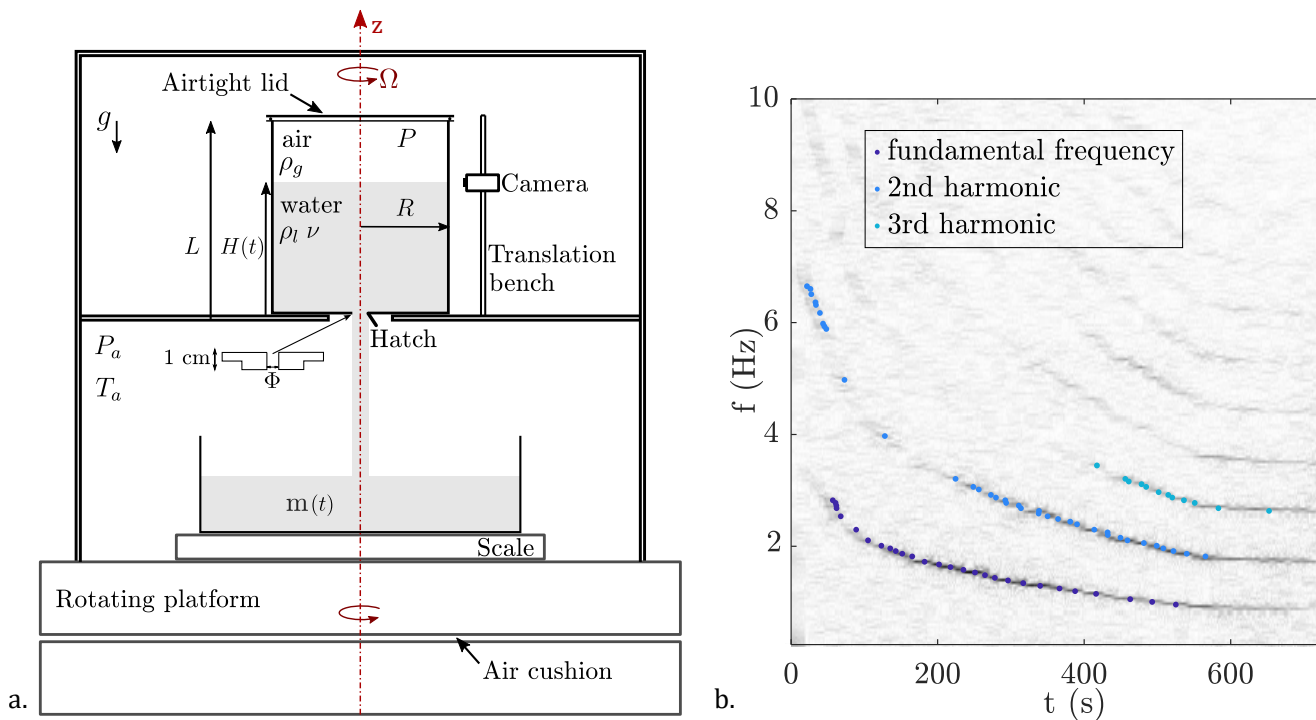 z
Ω
Airtight lid
g
air
P
ρg
Camera
water
R
ρl ν
L
H(t)
Translation
bench
Hatch
Pa
1 cm
Φ
Ta
m(t)
Scale
Rotating platform
Air cushion
a.
10
fundamental frequency
2nd harmonic
3rd harmonic
8
6
4
2
f (Hz)
0
200
400
600
t (s)
b.